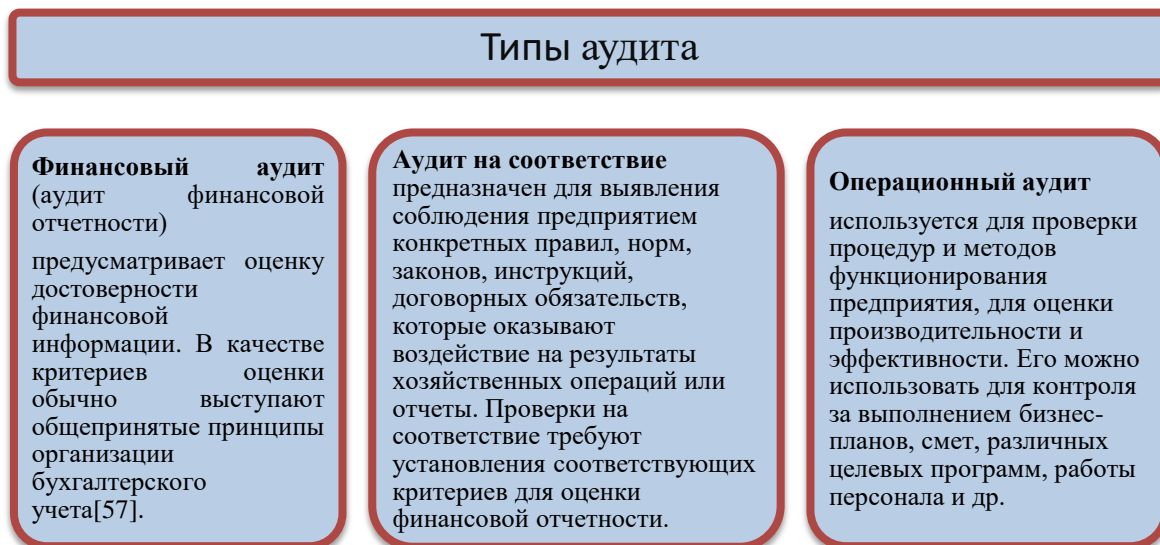 Типы аудита
Финансовый аудит
(аудит финансовой
отчетности)
предусматривает оценку
достоверности
финансовой
информации. В качестве
критериев оценки
обычно выступают
общепринятые принципы
организации
бухгалтерского
учета[57].
Аудит на соответствие
предназначен для выявления
соблюдения предприятием
конкретных правил, норм,
законов, инструкций,
договорных обязательств,
которые оказывают
воздействие на результаты
хозяйственных операций или
отчеты. Проверки на
соответствие требуют
установления соответствующих
критериев для оценки
финансовой отчетности.
Операционный аудит
используется для проверки
процедур и методов
функционирования
предприятия, для оценки
производительности и
эффективности. Его можно
использовать для контроля
за выполнением бизнес-
планов, смет, различных
целевых программ, работы
персонала и др.